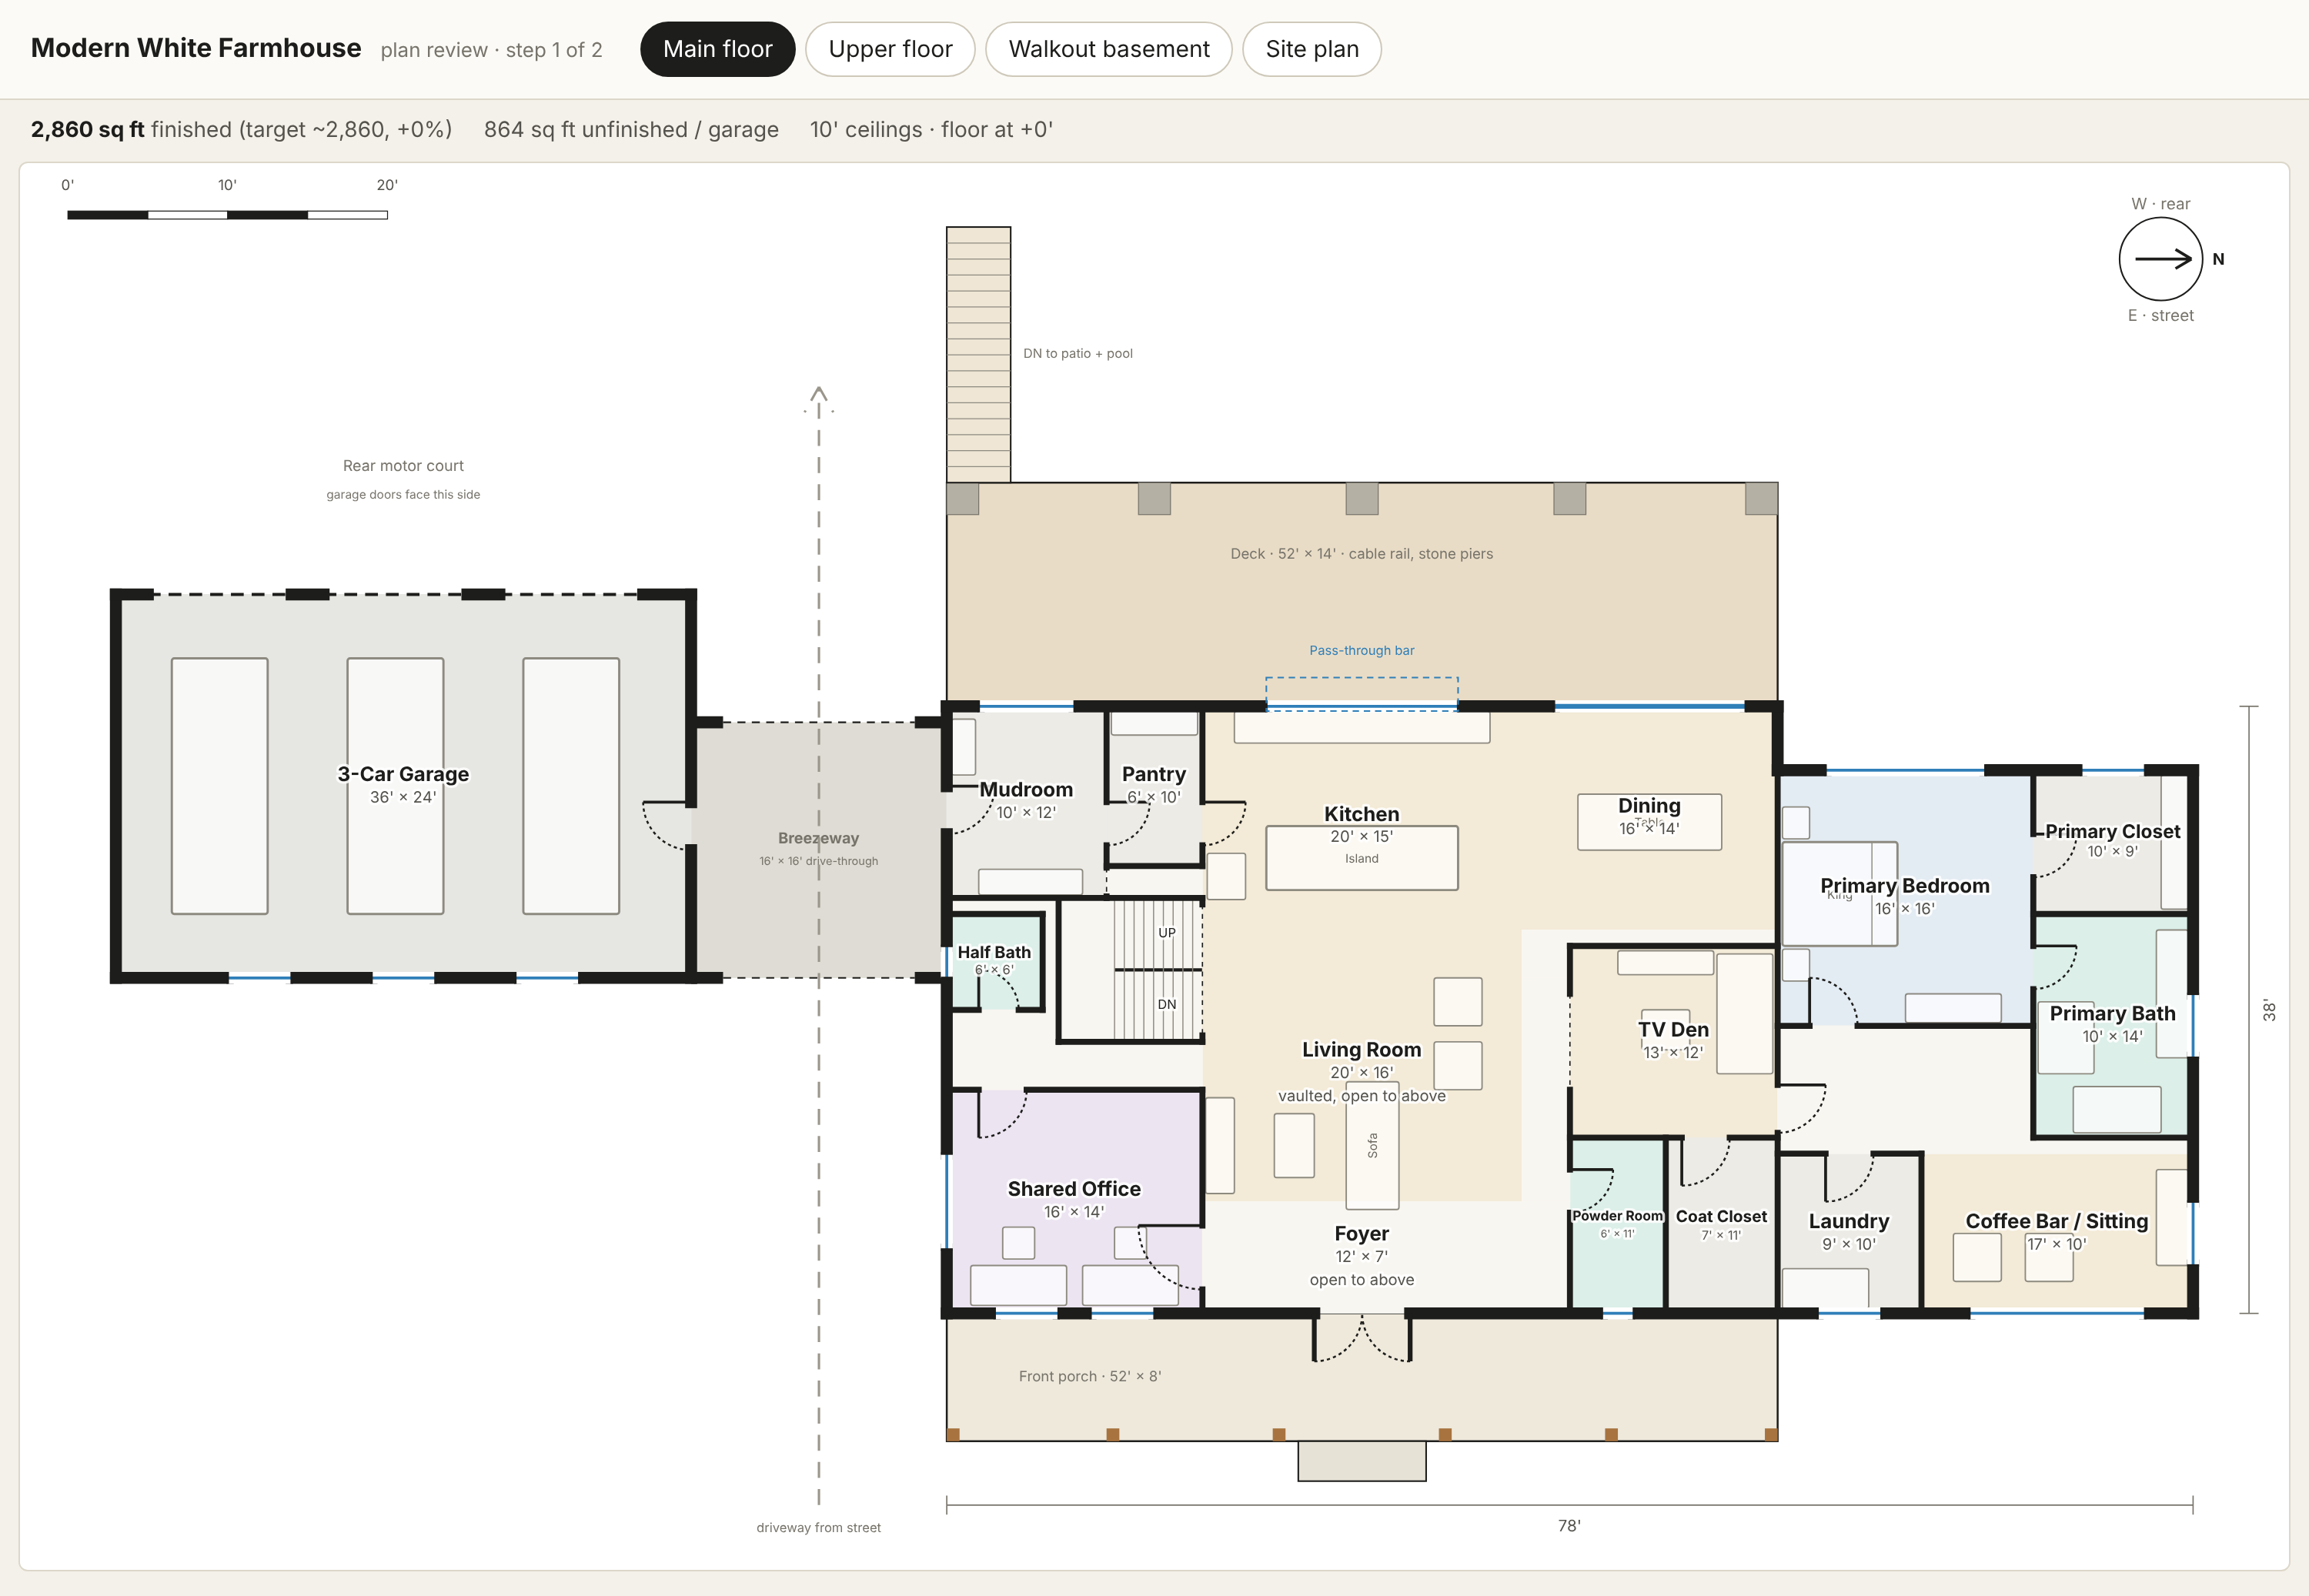 Modern White Farmhouse plan review · step 1 of 2 Main floor Upper floor Walkout basement Site plan
2,860 sq ft finished (target ~2,860, +0%) 864 sq ft unfinished / garage 10' ceilings · floor at +0'
0' 10' 20'
W · rear
N
E · street
DN to patio + pool
Rear motor court
garage doors face this side
Deck · 52' × 14' · cable rail, stone piers
Pass-through bar
3-Car Garage
36' × 24'
Breezeway
16' × 16' drive-through
Mudroom
10' × 12'
Pantry
6' × 10'
Kitchen
20' × 15'
Island
Dining
Table
16' × 14'
Primary Bedroom
King
16' × 16'
Primary Closet
10' × 9'
Half Bath
6' × 6'
UP
DN
Living Room
20' × 16'
vaulted, open to above
Sofa
TV Den
13' × 12'
Primary Bath
10' × 14'
38'
Shared Office
16' × 14'
Foyer
12' × 7'
open to above
Powder Room
6' × 11'
Coat Closet
7' × 11'
Laundry
9' × 10'
Coffee Bar / Sitting
17' × 10'
Front porch · 52' × 8'
driveway from street
78'